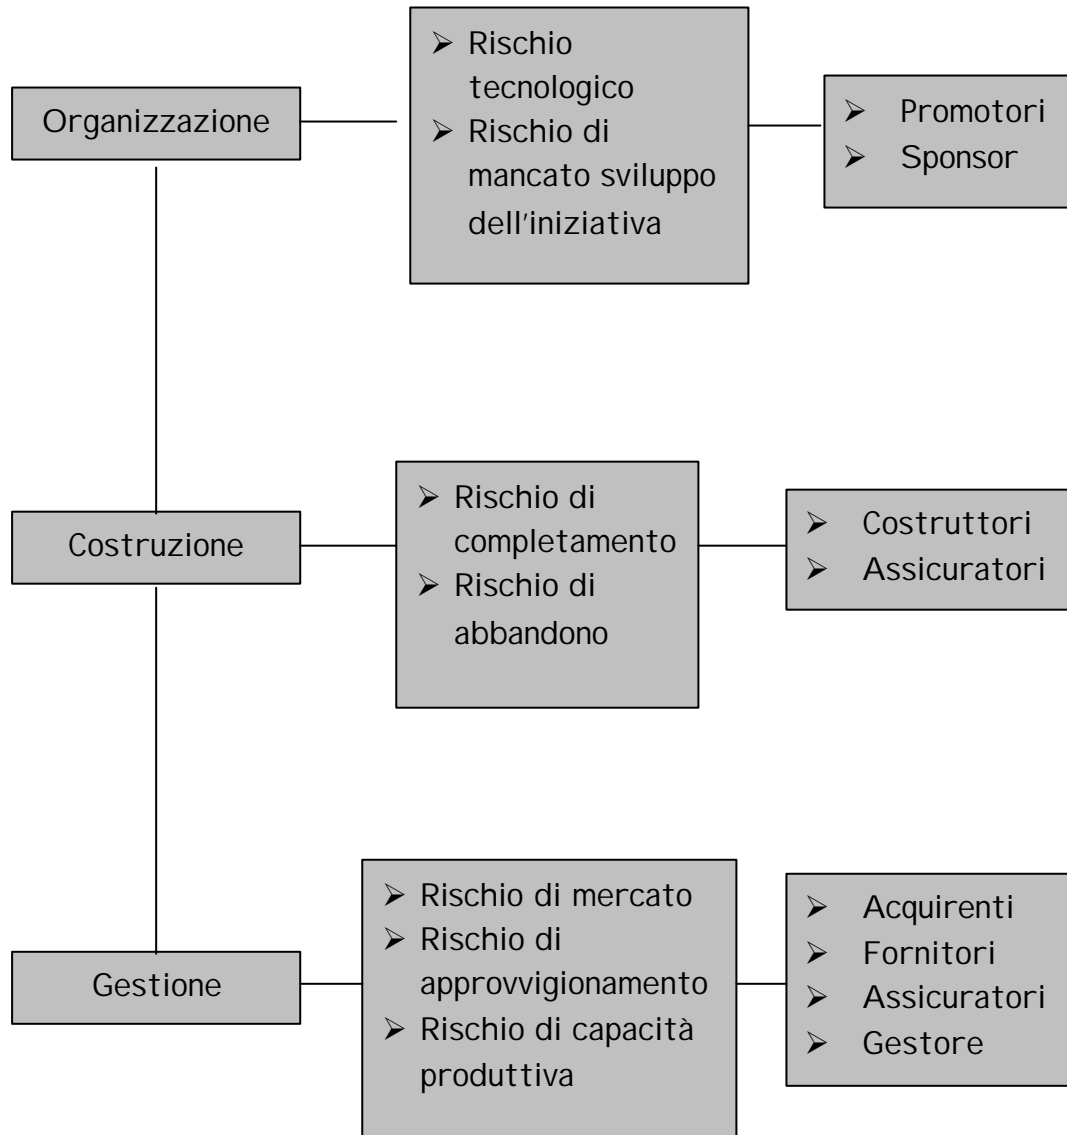 Organizzazione
➢ Rischio
tecnologico
➢ Rischio di
mancato sviluppo
dell'iniziativa
➢ Promotori
➢ Sponsor
Costruzione
➢ Rischio di
completamento
➢ Rischio di
abbandono
➢ Costruttori
➢ Assicuratori
Gestione
➢ Rischio di mercato
➢ Rischio di
approvvigionamento
➢ Rischio di capacità
produttiva
➢ Acquirenti
➢ Fornitori
➢ Assicuratori
➢ Gestore